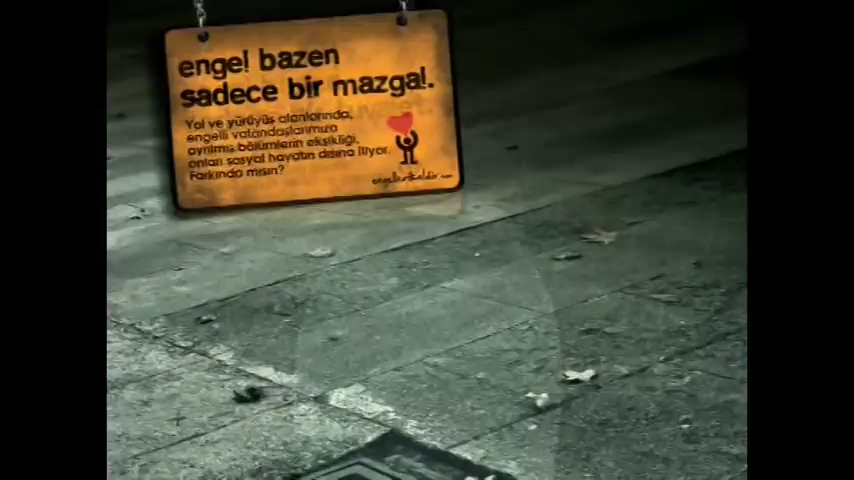 engel bazen
sadece bir mazgal.
Yol ve yürüyüş alanlarında,
engelli vatandaşlarımıza
ayrılmış bölümlerin eksikliği,
onları sosyal hayatın dışına itiyor.
Farkında mısın?